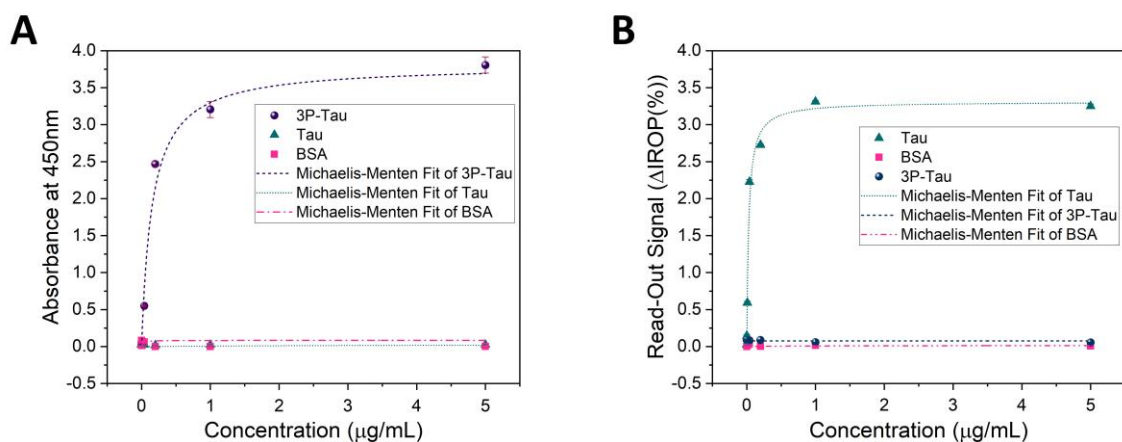 A
Absorbance at 450nm
4.0
3.5
3.0
2.5
2.0
1.5
1.0
0.5
0.0
-0.5
3P-Tau
Tau
BSA
Michaelis-Menten Fit of 3P-Tau
Michaelis-Menten Fit of Tau
Michaelis-Menten Fit of BSA
0 1 2 3 4 5
Concentration (μg/mL)
B
Read-Out Signal (ΔIROP(%))
4.0
3.5
3.0
2.5
2.0
1.5
1.0
0.5
0.0
-0.5
Tau
BSA
3P-Tau
Michaelis-Menten Fit of Tau
Michaelis-Menten Fit of 3P-Tau
Michaelis-Menten Fit of BSA
0 1 2 3 4 5
Concentration (μg/mL)